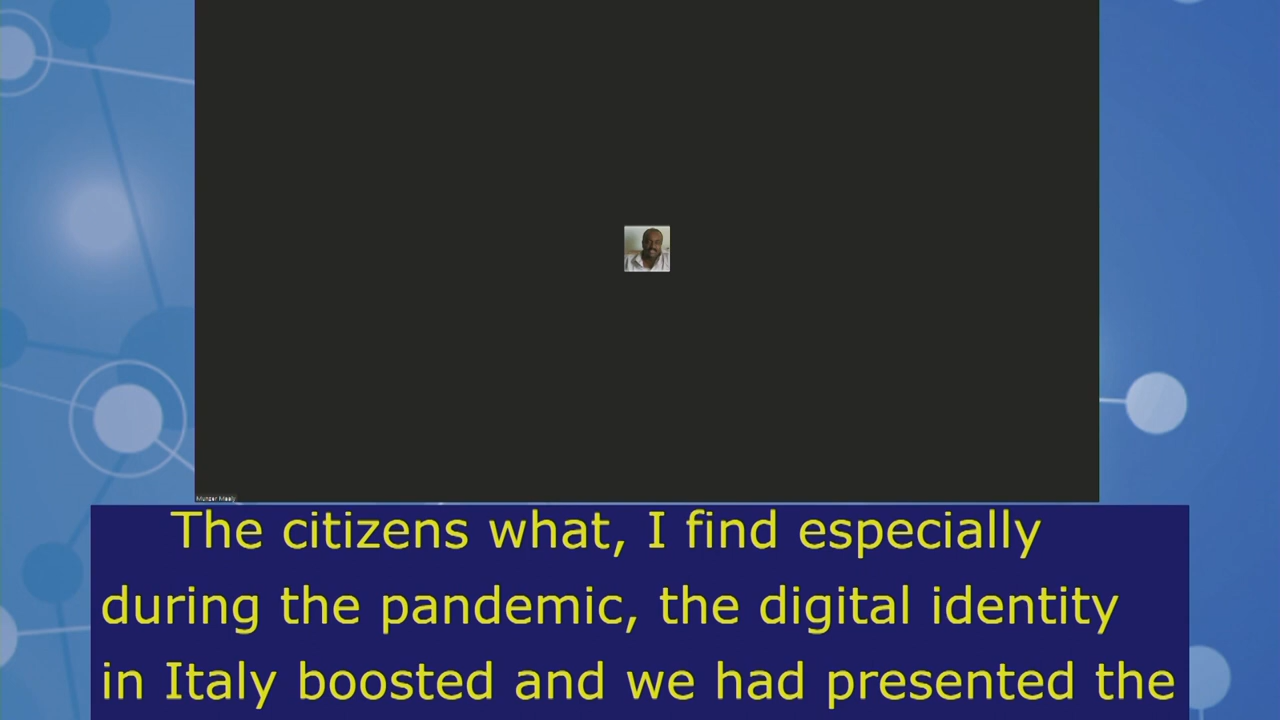 The citizens what, I find especially
during the pandemic, the digital identity
in Italy boosted and we had presented the